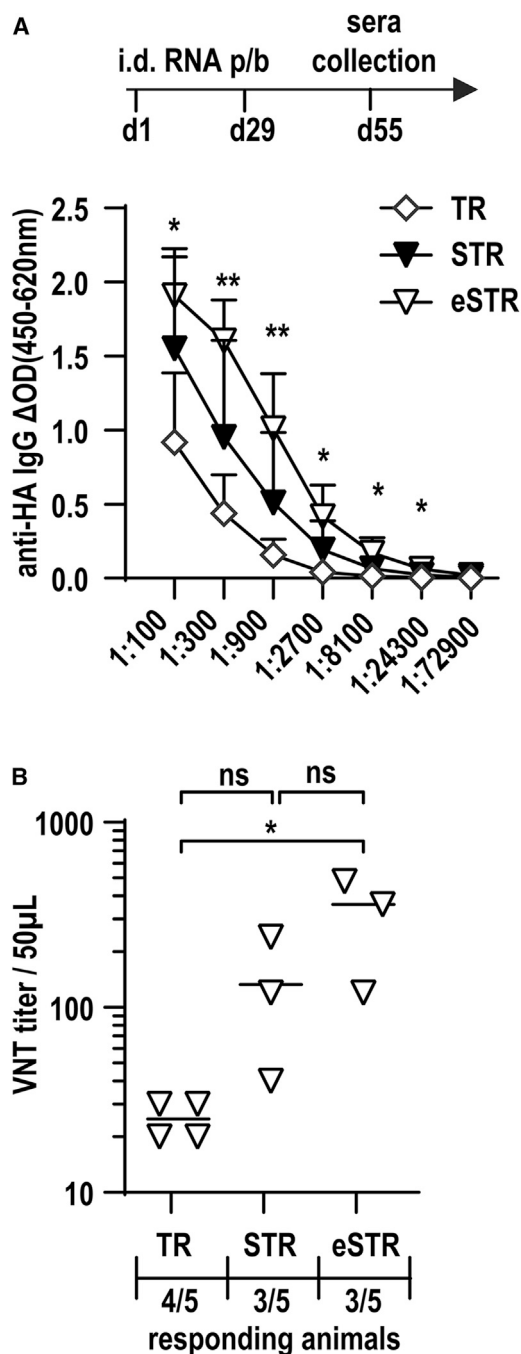 A
i.d. RNA p/b
sera
collection
d1 d29 d55
anti-HA IgG ΔOD(450-620nm)
2.5
2.0
1.5
1.0
0.5
0.0
TR
STR
eSTR
* ** ** * * *
1:100 1:300 1:900 1:2700 1:8100 1:24300 1:72900
B
ns ns
*
VNT titer / 50µL
1000
100
10
TR STR eSTR
4/5 3/5 3/5
responding animals